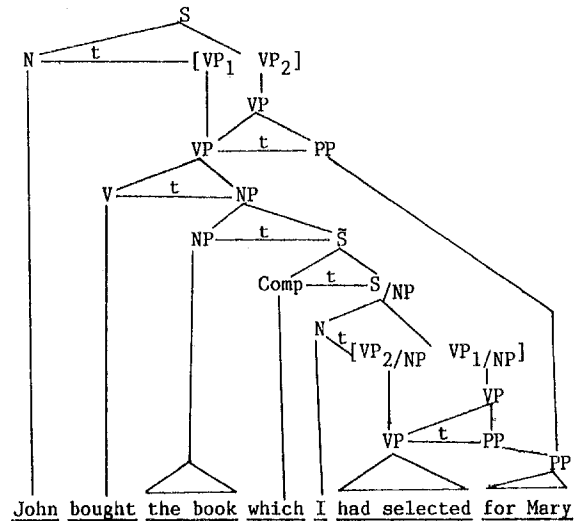 S
N t [VP1 VP2]
VP
VP t PP
V t NP
NP t S̃
Comp t S/NP
N t [VP2/NP VP1/NP]
VP
VP t PP
PP
John bought the book which I had selected for Mary